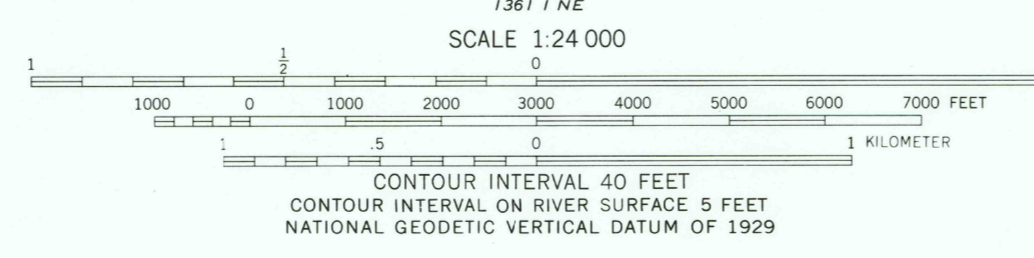 1361 I NE
SCALE 1:24 000
1 1/2 0
1000 0 1000 2000 3000 4000 5000 6000 7000 FEET
1 .5 0 1 KILOMETER
CONTOUR INTERVAL 40 FEET
CONTOUR INTERVAL ON RIVER SURFACE 5 FEET
NATIONAL GEODETIC VERTICAL DATUM OF 1929